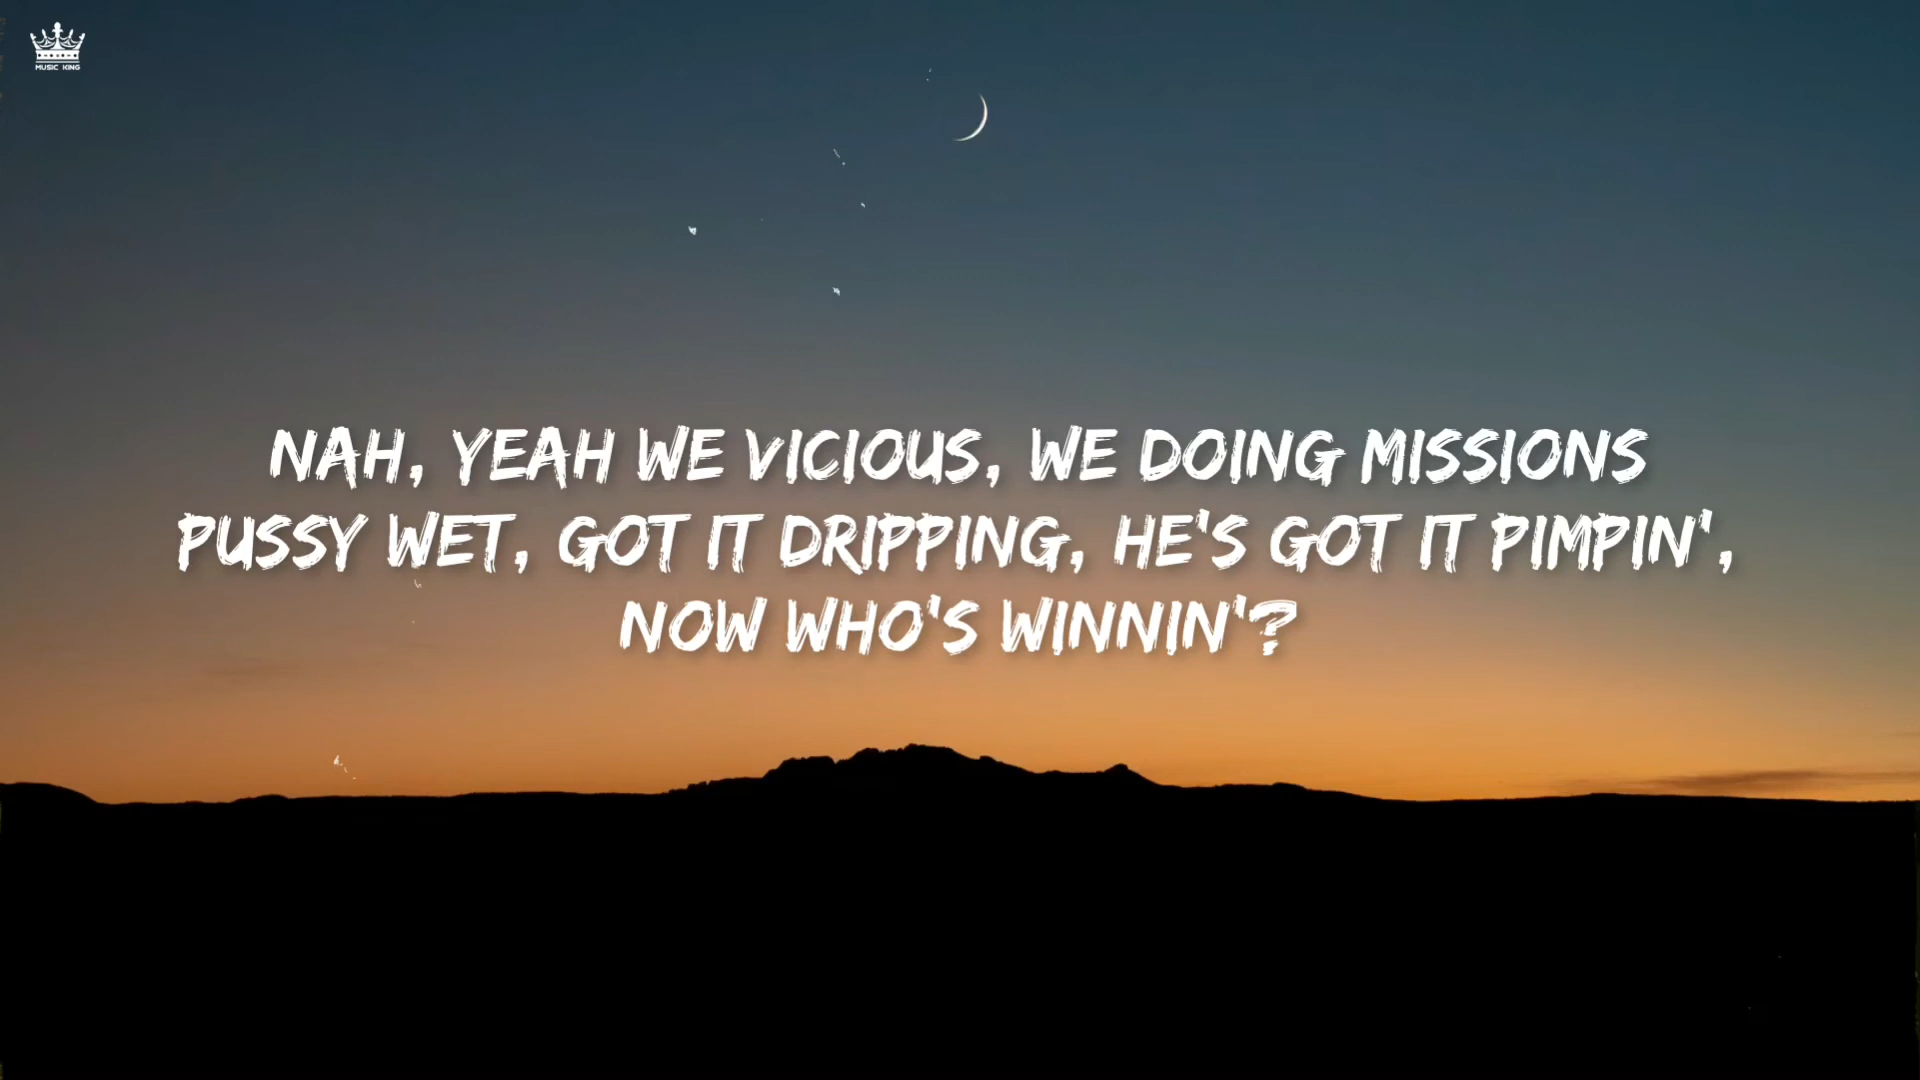 MUSIC KING
NAH, YEAH WE VICIOUS, WE DOING MISSIONS
PUSSY WET, GOT IT DRIPPING, HE'S GOT IT PIMPIN',
NOW WHO'S WINNIN'?